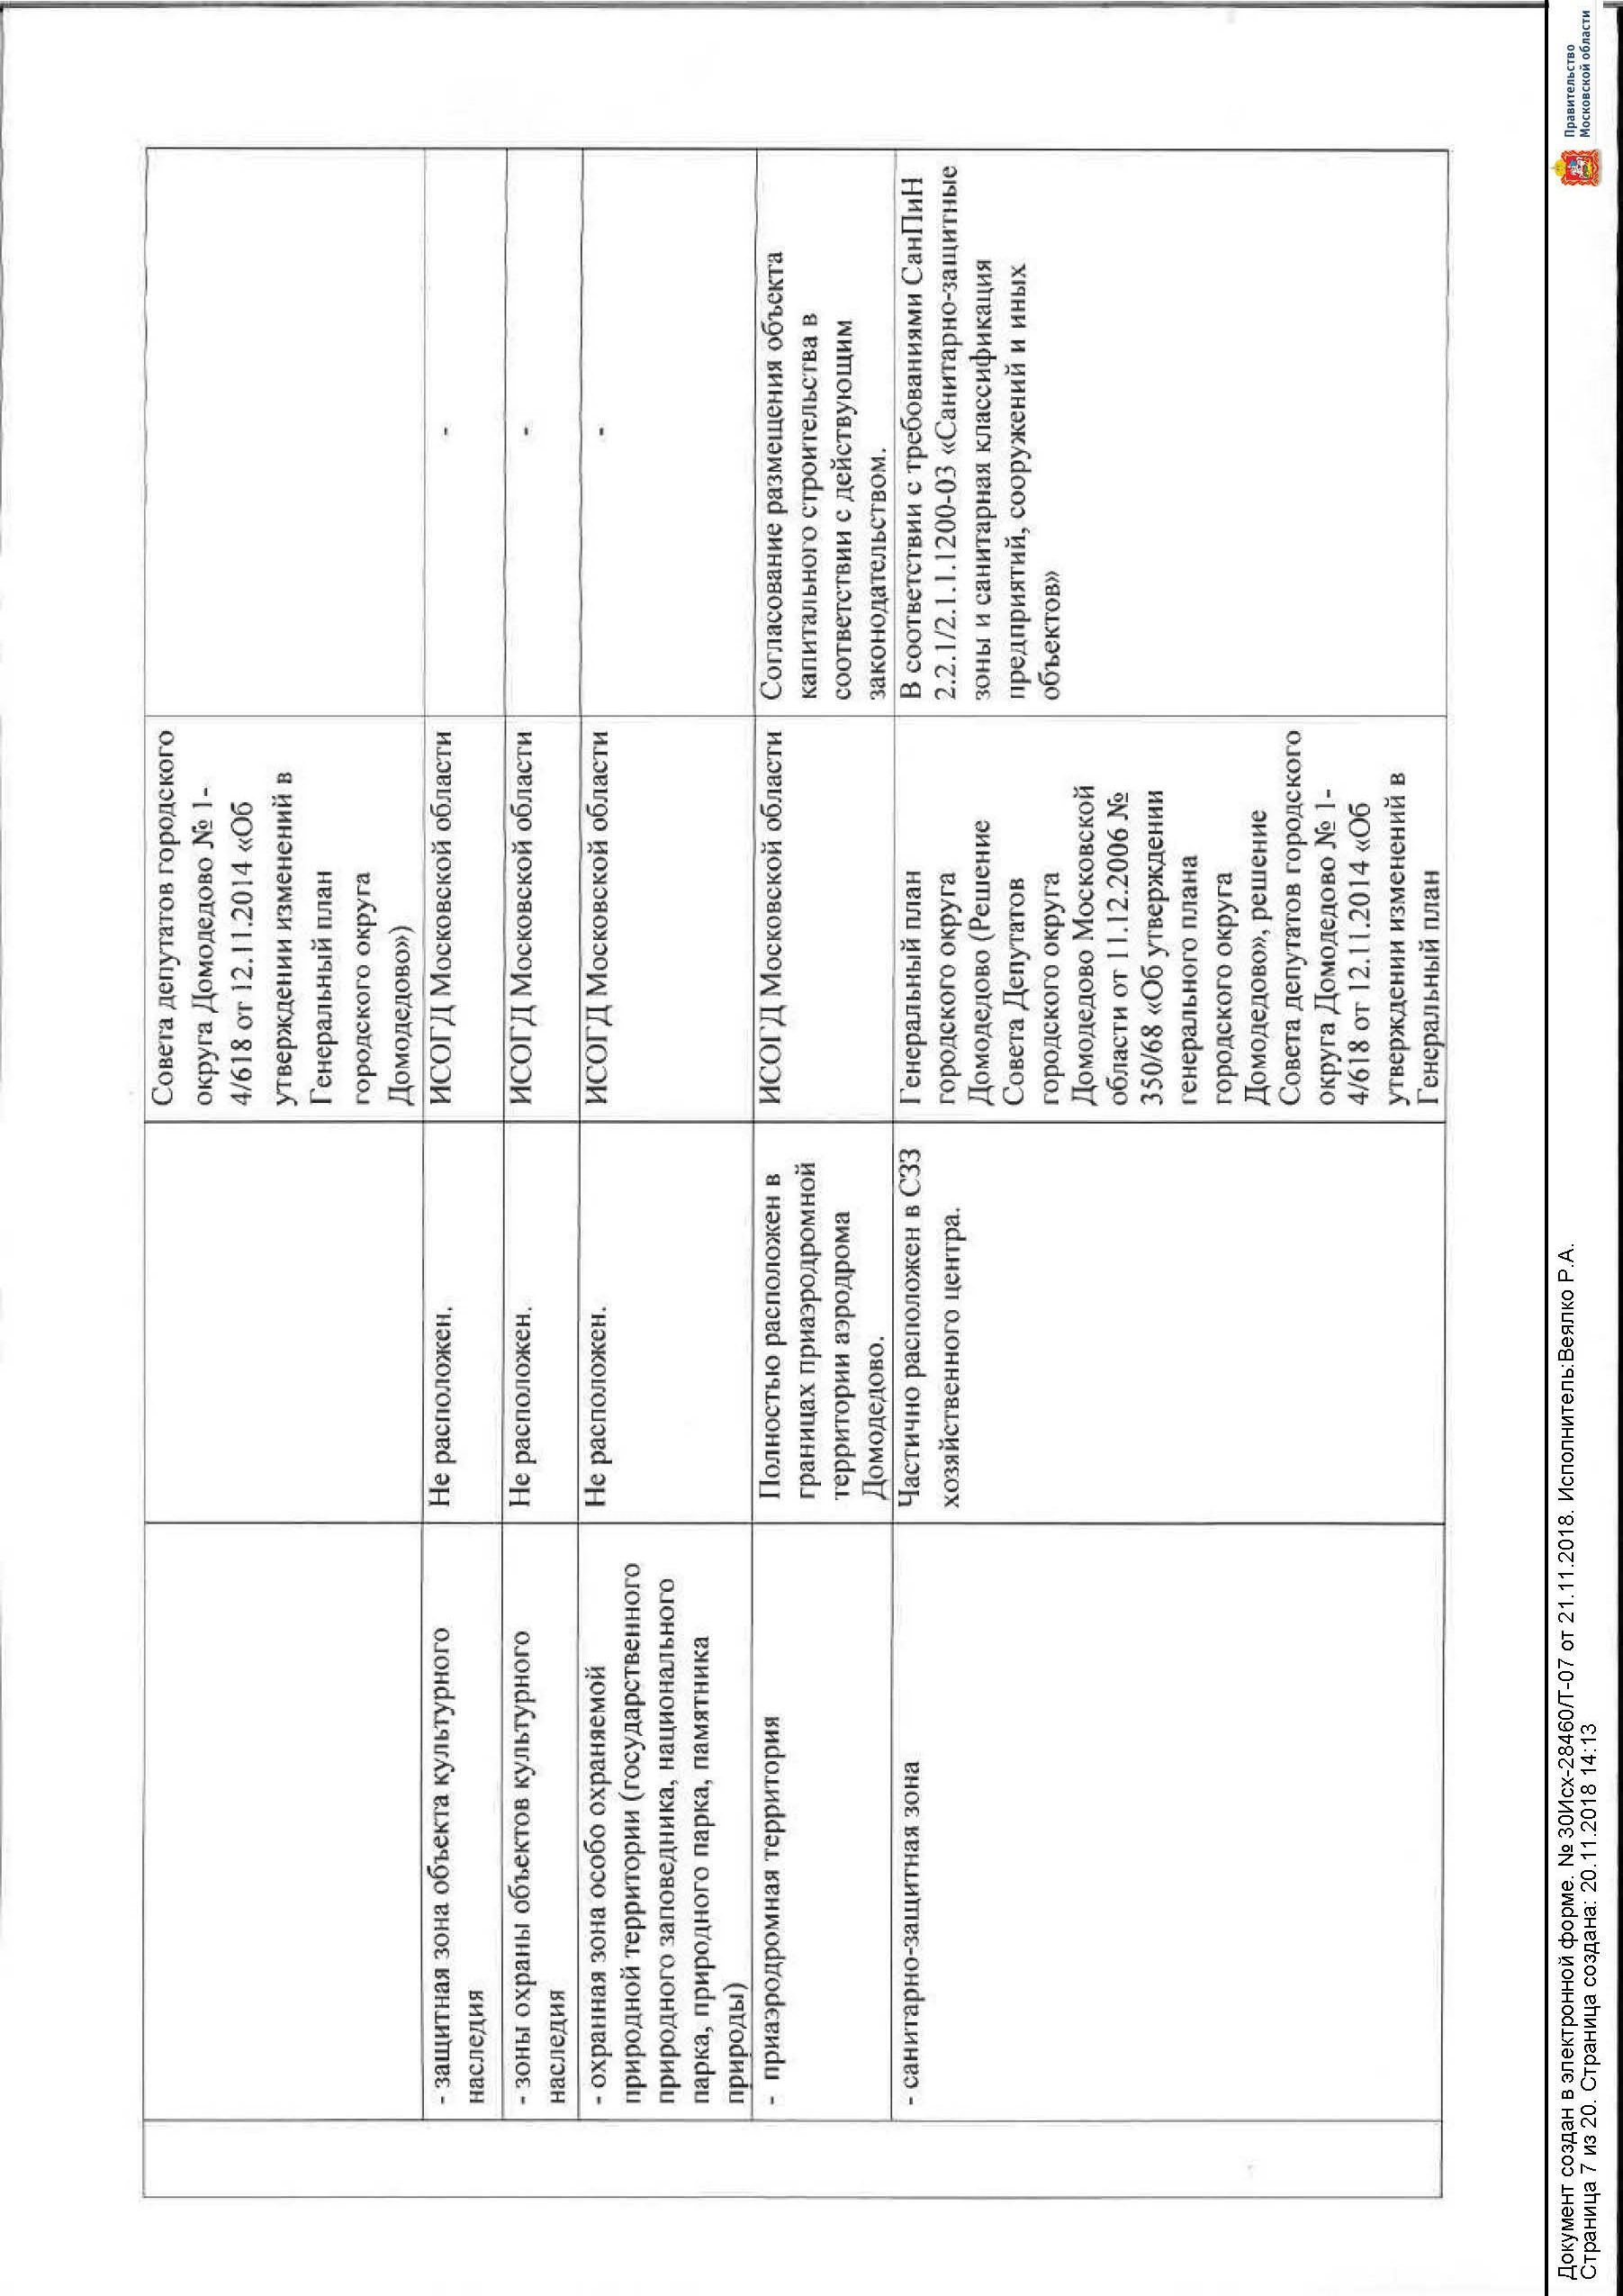 Совета депутатов городского
округа Домодедово № 1-
4/618 от 12.11.2014 «Об
утверждении изменений в
Генеральный план
городского округа
Домодедово»)
- защитная зона объекта культурного
наследия
Не расположен.
ИСОГД Московской области
-
- зоны охраны объектов культурного
наследия
Не расположен.
ИСОГД Московской области
-
- охранная зона особо охраняемой
природной территории (государственного
природного заповедника, национального
парка, природного парка, памятника
природы)
Не расположен.
ИСОГД Московской области
-
- приаэродромная территория
Полностью расположен в
границах приаэродромной
территории аэродрома
Домодедово.
ИСОГД Московской области
Согласование размещения объекта
капитального строительства в
соответствии с действующим
законодательством.
- санитарно-защитная зона
Частично расположен в СЗЗ
хозяйственного центра.
Генеральный план
городского округа
Домодедово (Решение
Совета Депутатов
городского округа
Домодедово Московской
области от 11.12.2006 №
350/68 «Об утверждении
генерального плана
городского округа
Домодедово», решение
Совета депутатов городского
округа Домодедово № 1-
4/618 от 12.11.2014 «Об
утверждении изменений в
Генеральный план
В соответствии с требованиями СанПиН
2.2.1/2.1.1.1200-03 «Санитарно-защитные
зоны и санитарная классификация
предприятий, сооружений и иных
объектов»
Документ создан в электронной форме. № 30Исх-28460/Т-07 от 21.11.2018. Исполнитель:Веялко Р.А.
Страница 7 из 20. Страница создана: 20.11.2018 14:13
Правительство
Московской области